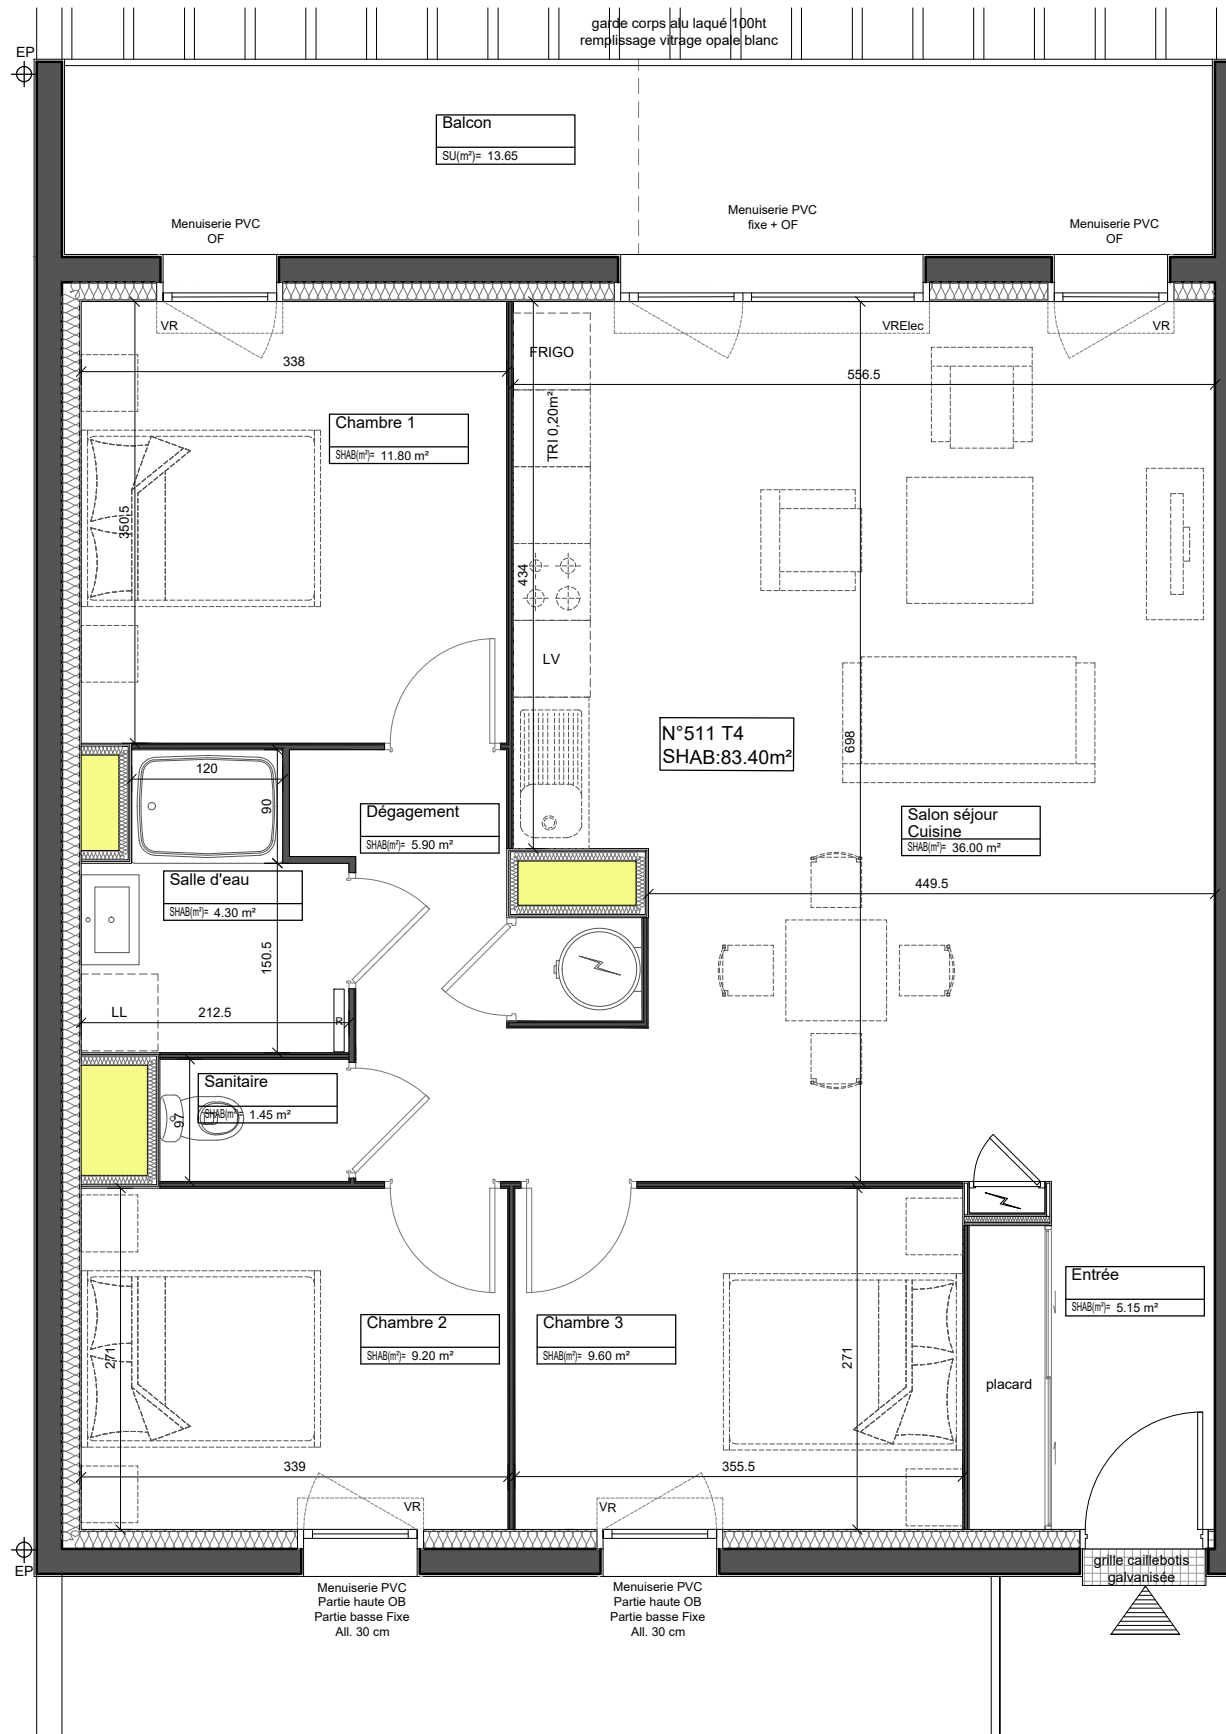 garde corps alu laqué 100ht
remplissage vitrage opale blanc
EP
Balcon
SU(m²)= 13.65
Menuiserie PVC
OF
Menuiserie PVC
fixe + OF
Menuiserie PVC
OF
VR
VRElec
VR
FRIGO
338
556.5
TRI 0,20m²
Chambre 1
SHAB(m²)= 11.80 m²
350.5
434
LV
N°511 T4
SHAB:83.40m²
698
120
90
Dégagement
SHAB(m²)= 5.90 m²
Salon séjour
Cuisine
SHAB(m²)= 36.00 m²
Salle d'eau
SHAB(m²)= 4.30 m²
449.5
150.5
LL
212.5
R
Sanitaire
SHAB(m²)= 1.45 m²
97
Entrée
SHAB(m²)= 5.15 m²
Chambre 2
SHAB(m²)= 9.20 m²
Chambre 3
SHAB(m²)= 9.60 m²
271
271
placard
339
355.5
VR
VR
EP
grille caillebotis
galvanisée
Menuiserie PVC
Partie haute OB
Partie basse Fixe
All. 30 cm
Menuiserie PVC
Partie haute OB
Partie basse Fixe
All. 30 cm